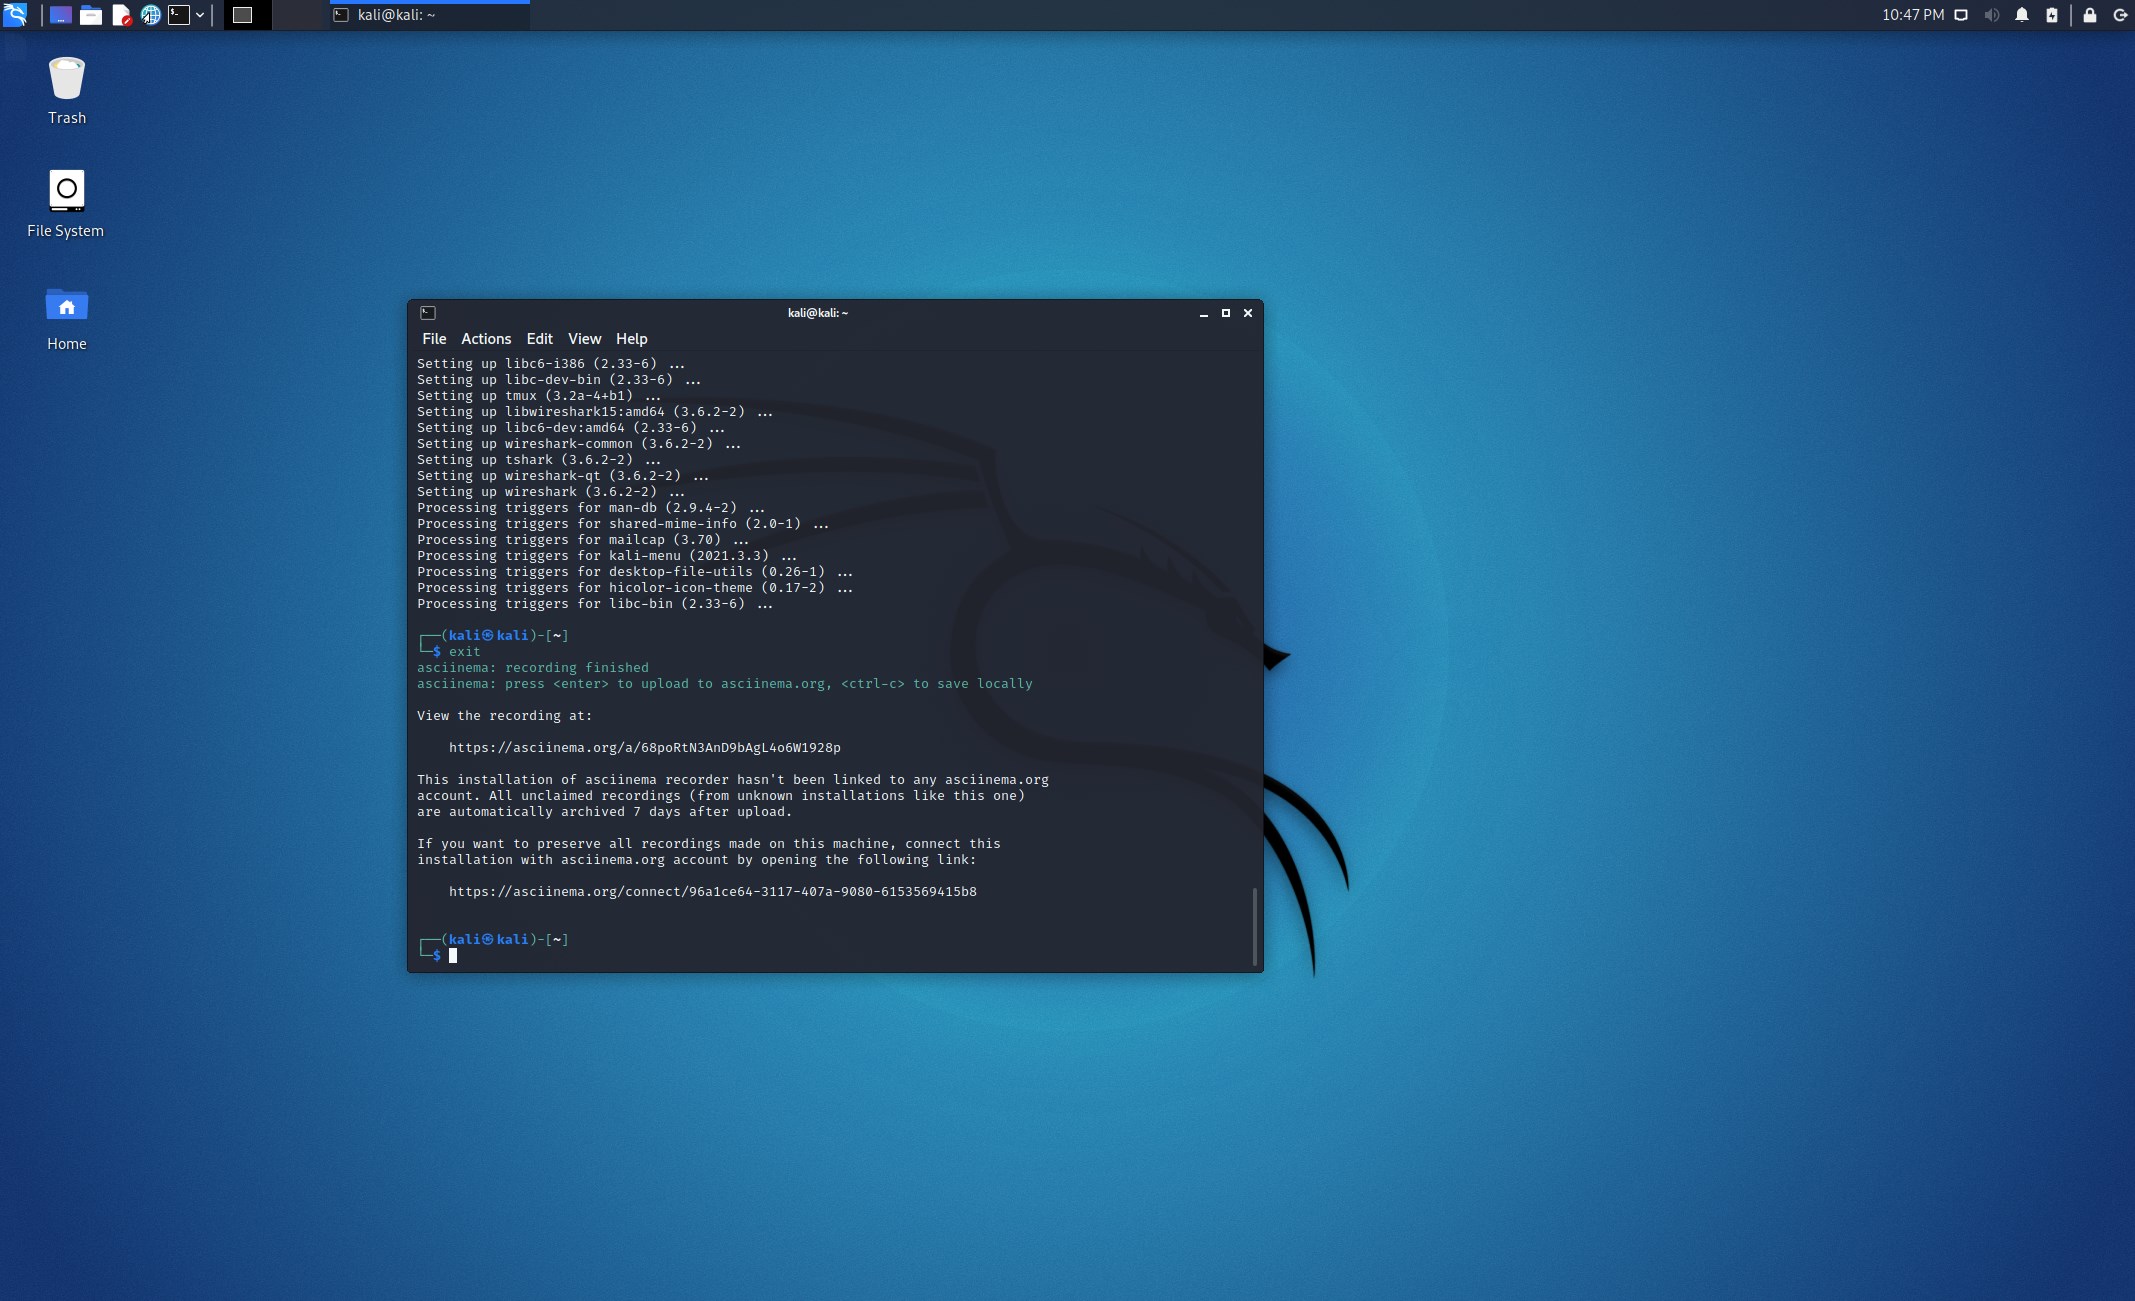 kali@kali: ~
10:47 PM
Trash
File System
Home
kali@kali: ~
File Actions Edit View Help
Setting up libc6-i386 (2.33-6) ...
Setting up libc-dev-bin (2.33-6) ...
Setting up tmux (3.2a-4+b1) ...
Setting up libwireshark15:amd64 (3.6.2-2) ...
Setting up libc6-dev:amd64 (2.33-6) ...
Setting up wireshark-common (3.6.2-2) ...
Setting up tshark (3.6.2-2) ...
Setting up wireshark-qt (3.6.2-2) ...
Setting up wireshark (3.6.2-2) ...
Processing triggers for man-db (2.9.4-2) ...
Processing triggers for shared-mime-info (2.0-1) ...
Processing triggers for mailcap (3.70) ...
Processing triggers for kali-menu (2021.3.3) ...
Processing triggers for desktop-file-utils (0.26-1) ...
Processing triggers for hicolor-icon-theme (0.17-2) ...
Processing triggers for libc-bin (2.33-6) ...
┌──(kali㉿kali)-[~]
└─$ exit
asciinema: recording finished
asciinema: press <enter> to upload to asciinema.org, <ctrl-c> to save locally
View the recording at:
https://asciinema.org/a/68poRtN3AnD9bAgL4o6W1928p
This installation of asciinema recorder hasn't been linked to any asciinema.org
account. All unclaimed recordings (from unknown installations like this one)
are automatically archived 7 days after upload.
If you want to preserve all recordings made on this machine, connect this
installation with asciinema.org account by opening the following link:
https://asciinema.org/connect/96a1ce64-3117-407a-9080-6153569415b8
┌──(kali㉿kali)-[~]
└─$